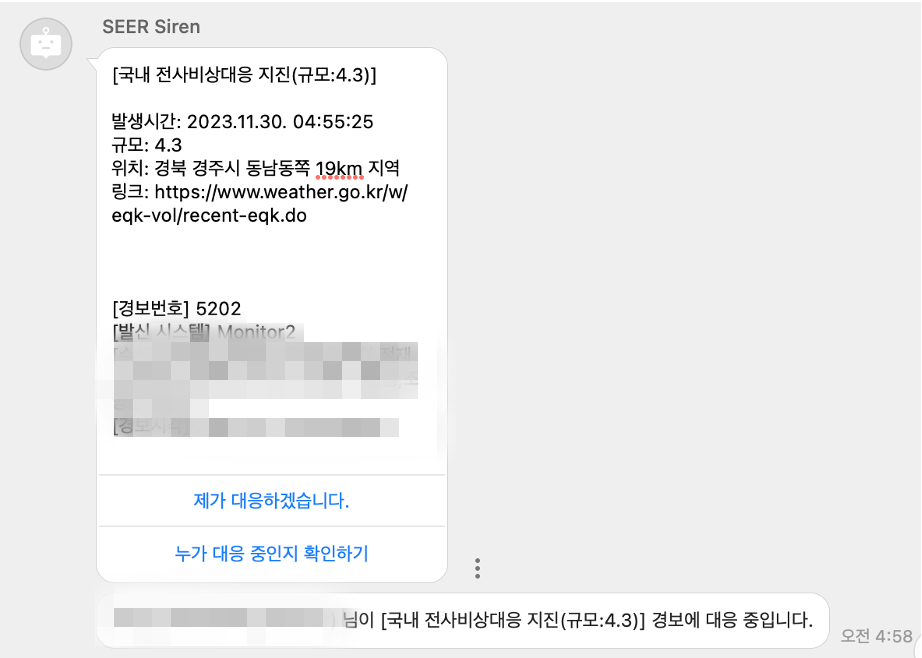 SEER Siren
[국내 전사비상대응 지진(규모:4.3)]
발생시간: 2023.11.30. 04:55:25
규모: 4.3
위치: 경북 경주시 동남동쪽 19km 지역
링크: https://www.weather.go.kr/w/
eqk-vol/recent-eqk.do
[경보번호] 5202
[발신 시스템] Monitor2
제가 대응하겠습니다.
누가 대응 중인지 확인하기
) 님이 [국내 전사비상대응 지진(규모:4.3)] 경보에 대응 중입니다.
오전 4:58